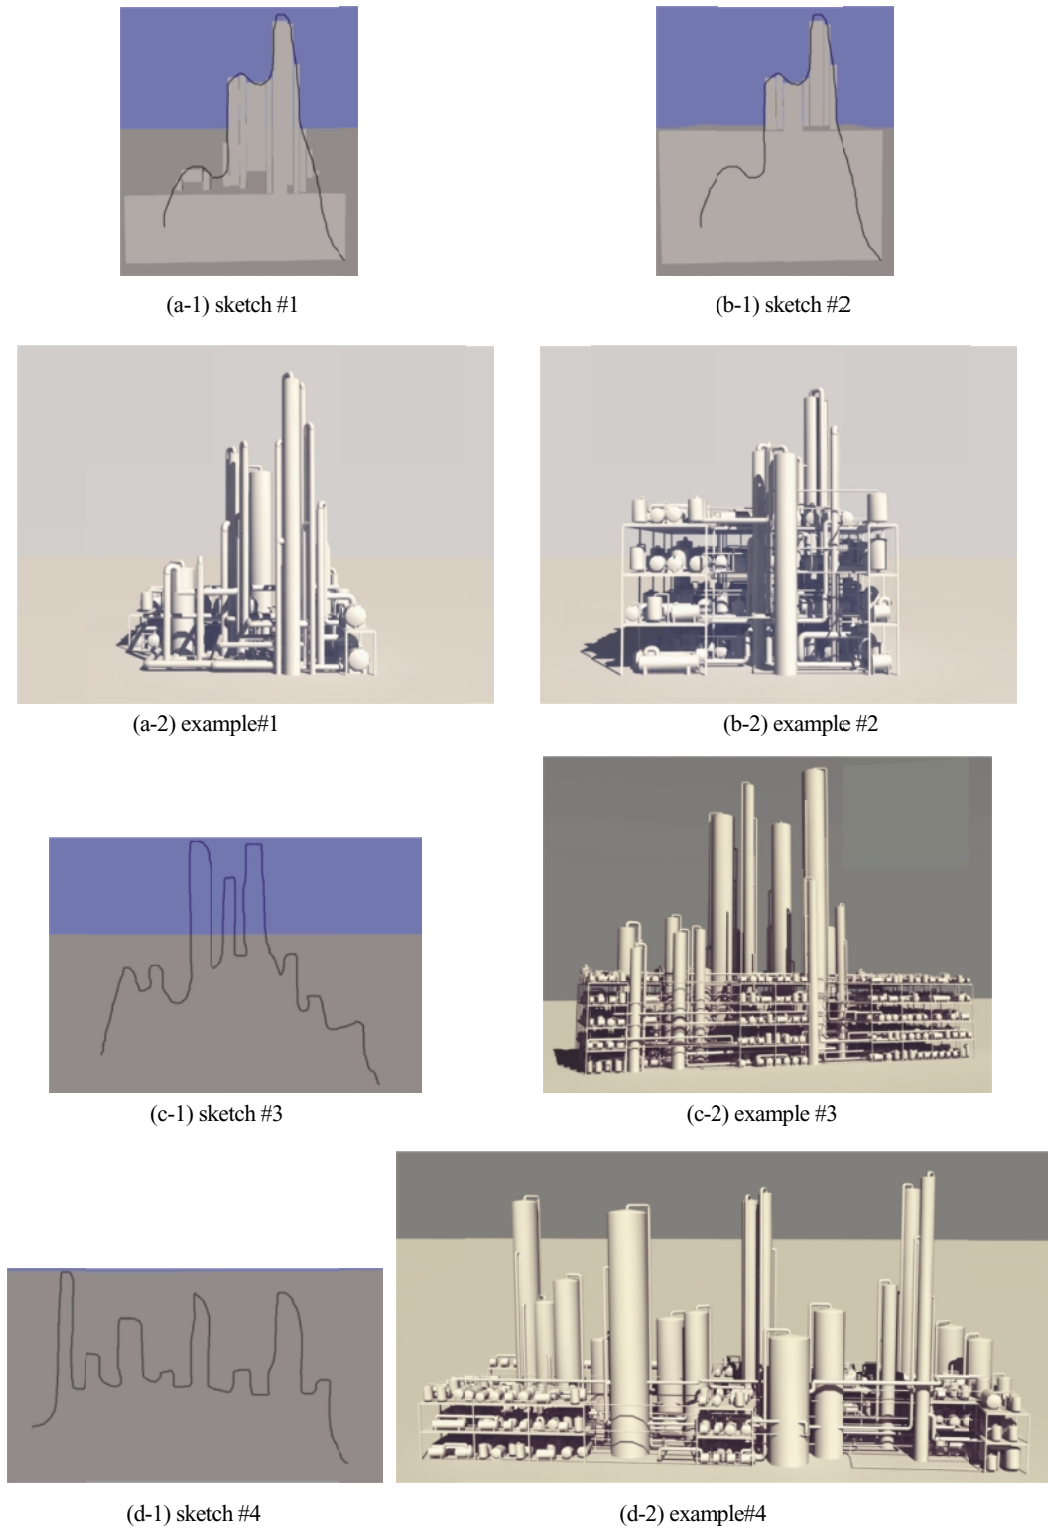 (a-1) sketch #1
(b-1) sketch #2
(a-2) example#1
(b-2) example #2
(c-1) sketch #3
(c-2) example #3
(d-1) sketch #4
(d-2) example#4